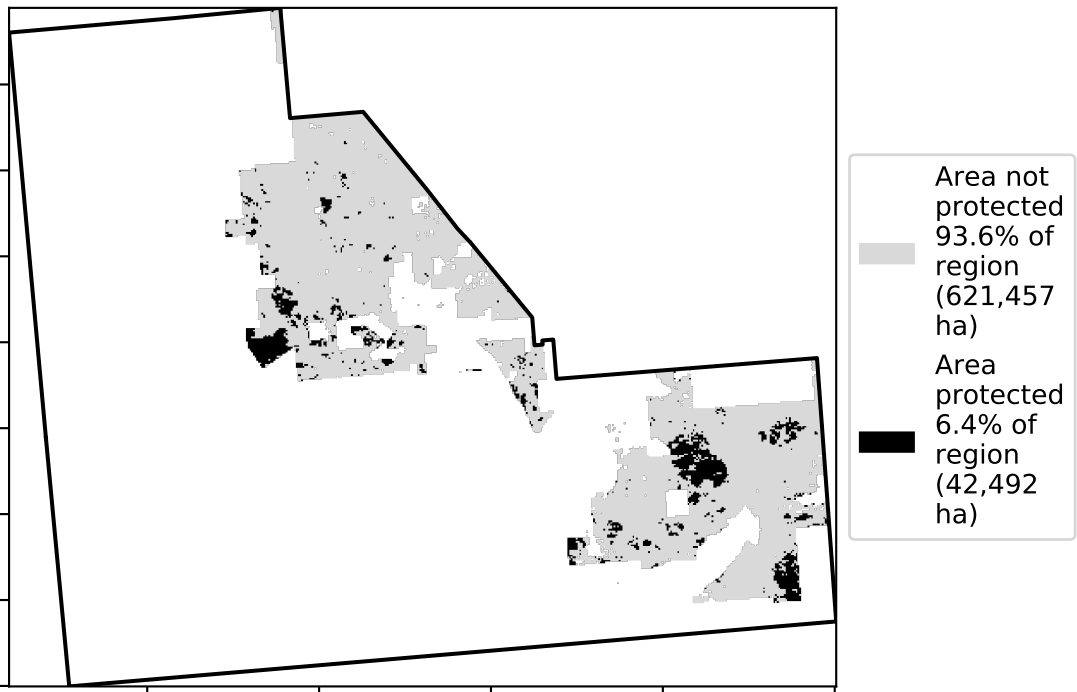 Area not
protected
93.6% of
region
(621,457
ha)
Area
protected
6.4% of
region
(42,492
ha)